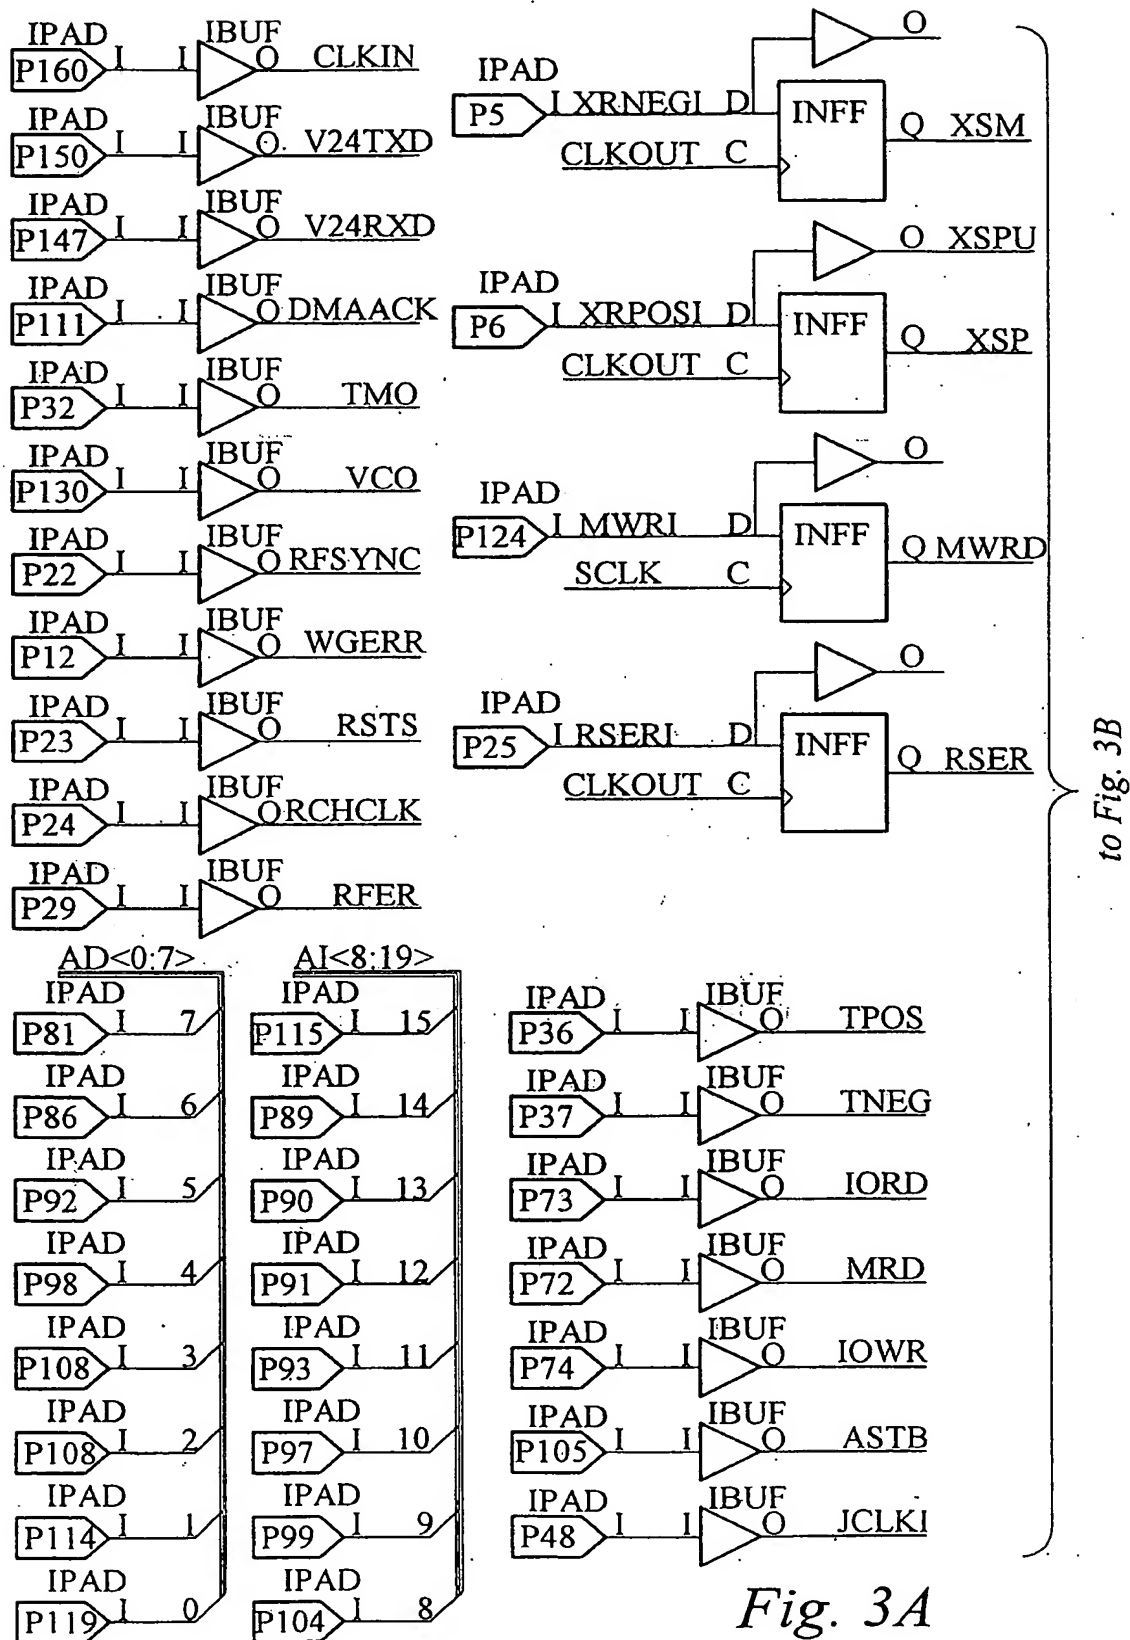 IPAD IBUF
P160 I I O CLKIN
IPAD IBUF
P150 I I O V24TXD
IPAD IBUF
P147 I I O V24RXD
IPAD IBUF
P111 I I O DMAACK
IPAD IBUF
P32 I I O TMO
IPAD IBUF
P130 I I O VCO
IPAD IBUF
P22 I I O RFSYNC
IPAD IBUF
P12 I I O WGERR
IPAD IBUF
P23 I I O RSTS
IPAD IBUF
P24 I I O RCHCLK
IPAD IBUF
P29 I I O RFER
O
IPAD
P5 I XRNEGI D INFF
Q XSM
CLKOUT C
O XSPU
IPAD
P6 I XRPOSI D INFF
Q XSP
CLKOUT C
O
IPAD
P124 I MWRI D INFF
Q MWRD
SCLK C
O
IPAD
P25 I RSERI D INFF
Q RSER
CLKOUT C
to Fig. 3B
AD<0:7>
IPAD
P81 I 7
IPAD
P86 I 6
IPAD
P92 I 5
IPAD
P98 I 4
IPAD
P108 I 3
IPAD
P108 I 2
IPAD
P114 I 1
IPAD
P119 I 0
AI<8:19>
IPAD
P115 I 15
IPAD
P89 I 14
IPAD
P90 I 13
IPAD
P91 I 12
IPAD
P93 I 11
IPAD
P97 I 10
IPAD
P99 I 9
IPAD
P104 I 8
IPAD IBUF
P36 I I O TPOS
IPAD IBUF
P37 I I O TNEG
IPAD IBUF
P73 I I O IORD
IPAD IBUF
P72 I I O MRD
IPAD IBUF
P74 I I O IOWR
IPAD IBUF
P105 I I O ASTB
IPAD IBUF
P48 I I O JCLKI
Fig. 3A